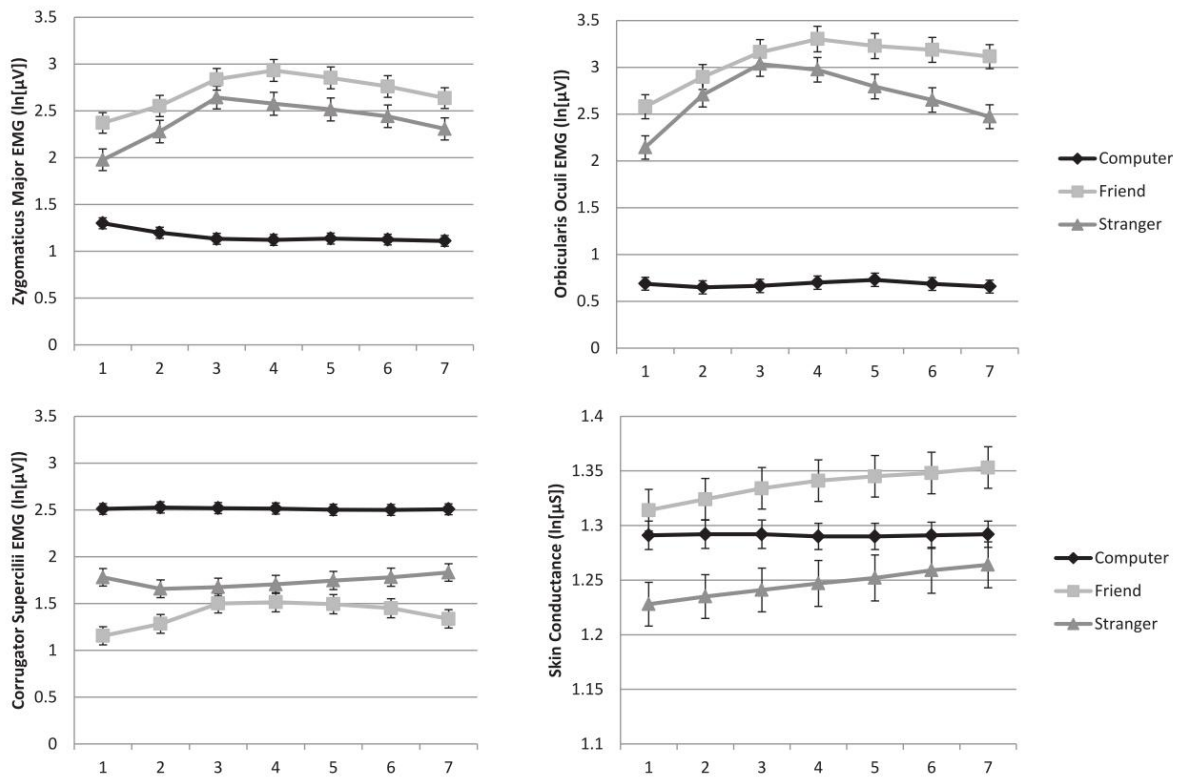 Zygomaticus Major EMG (ln[µV])
3.5
3
2.5
2
1.5
1
0.5
0
1 2 3 4 5 6 7
Orbicularis Oculi EMG (ln[µV])
3.5
3
2.5
2
1.5
1
0.5
0
1 2 3 4 5 6 7
Computer
Friend
Stranger
Corrugator Supercilii EMG (ln[µV])
3.5
3
2.5
2
1.5
1
0.5
0
1 2 3 4 5 6 7
Skin Conductance (ln[µS])
1.4
1.35
1.3
1.25
1.2
1.15
1.1
1 2 3 4 5 6 7
Computer
Friend
Stranger